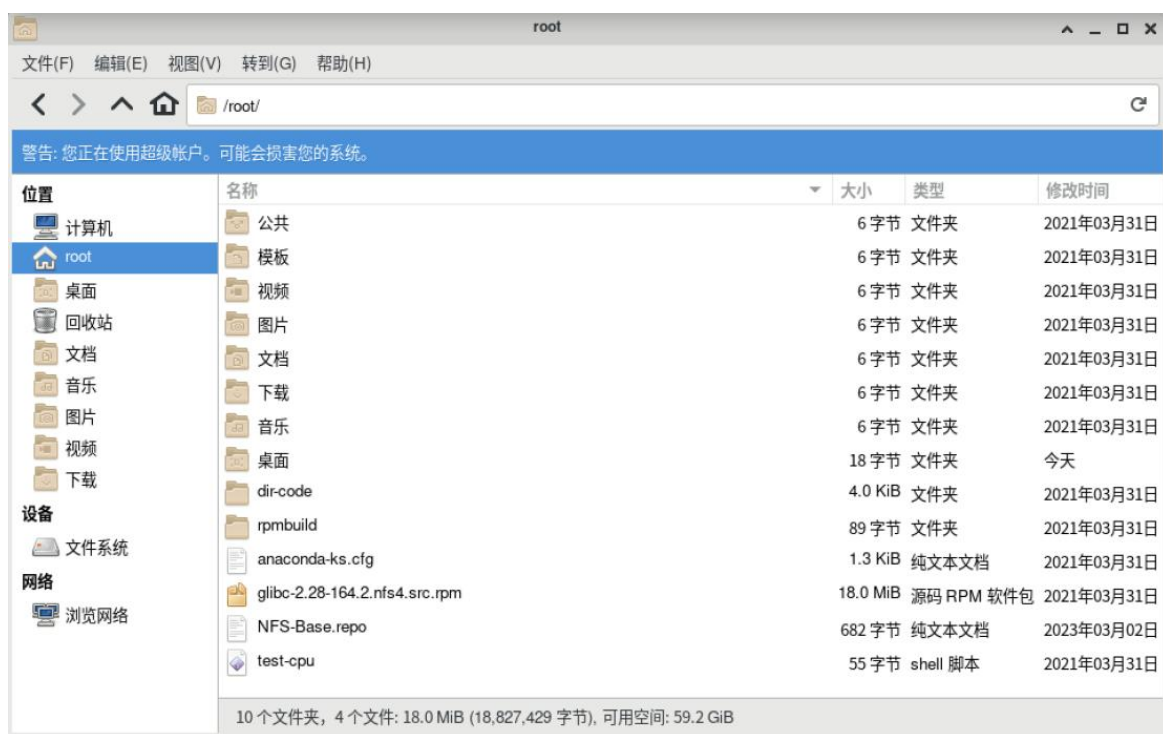 root
文件(F) 编辑(E) 视图(V) 转到(G) 帮助(H)
/root/
警告: 您正在使用超级帐户。可能会损害您的系统。
位置
计算机
root
桌面
回收站
文档
音乐
图片
视频
下载
设备
文件系统
网络
浏览网络
名称 大小 类型 修改时间
公共 6 字节 文件夹 2021年03月31日
模板 6 字节 文件夹 2021年03月31日
视频 6 字节 文件夹 2021年03月31日
图片 6 字节 文件夹 2021年03月31日
文档 6 字节 文件夹 2021年03月31日
下载 6 字节 文件夹 2021年03月31日
音乐 6 字节 文件夹 2021年03月31日
桌面 18 字节 文件夹 今天
dir-code 4.0 KiB 文件夹 2021年03月31日
rpmbuild 89 字节 文件夹 2021年03月31日
anaconda-ks.cfg 1.3 KiB 纯文本文档 2021年03月31日
glibc-2.28-164.2.nfs4.src.rpm 18.0 MiB 源码 RPM 软件包 2021年03月31日
NFS-Base.repo 682 字节 纯文本文档 2023年03月02日
test-cpu 55 字节 shell 脚本 2021年03月31日
10 个文件夹，4 个文件: 18.0 MiB (18,827,429 字节), 可用空间: 59.2 GiB